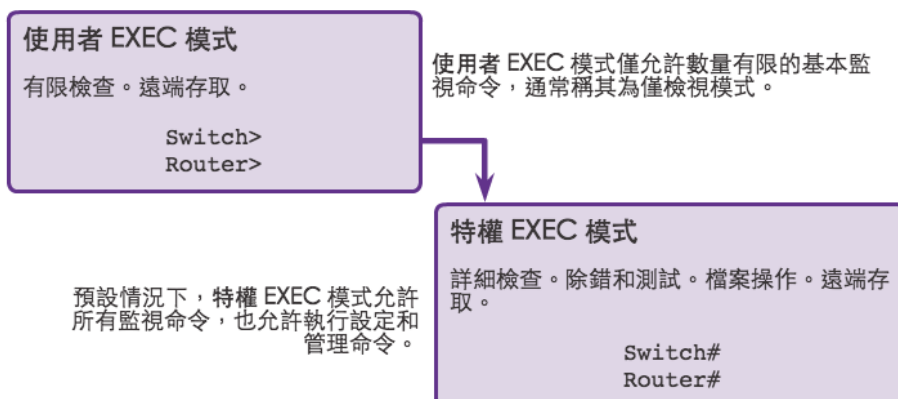 使用者 EXEC 模式
有限檢查。遠端存取。
Switch>
Router>
使用者 EXEC 模式僅允許數量有限的基本監
視命令，通常稱其為僅檢視模式。
特權 EXEC 模式
詳細檢查。除錯和測試。檔案操作。遠端存
取。
Switch#
Router#
預設情況下，特權 EXEC 模式允許
所有監視命令，也允許執行設定和
管理命令。